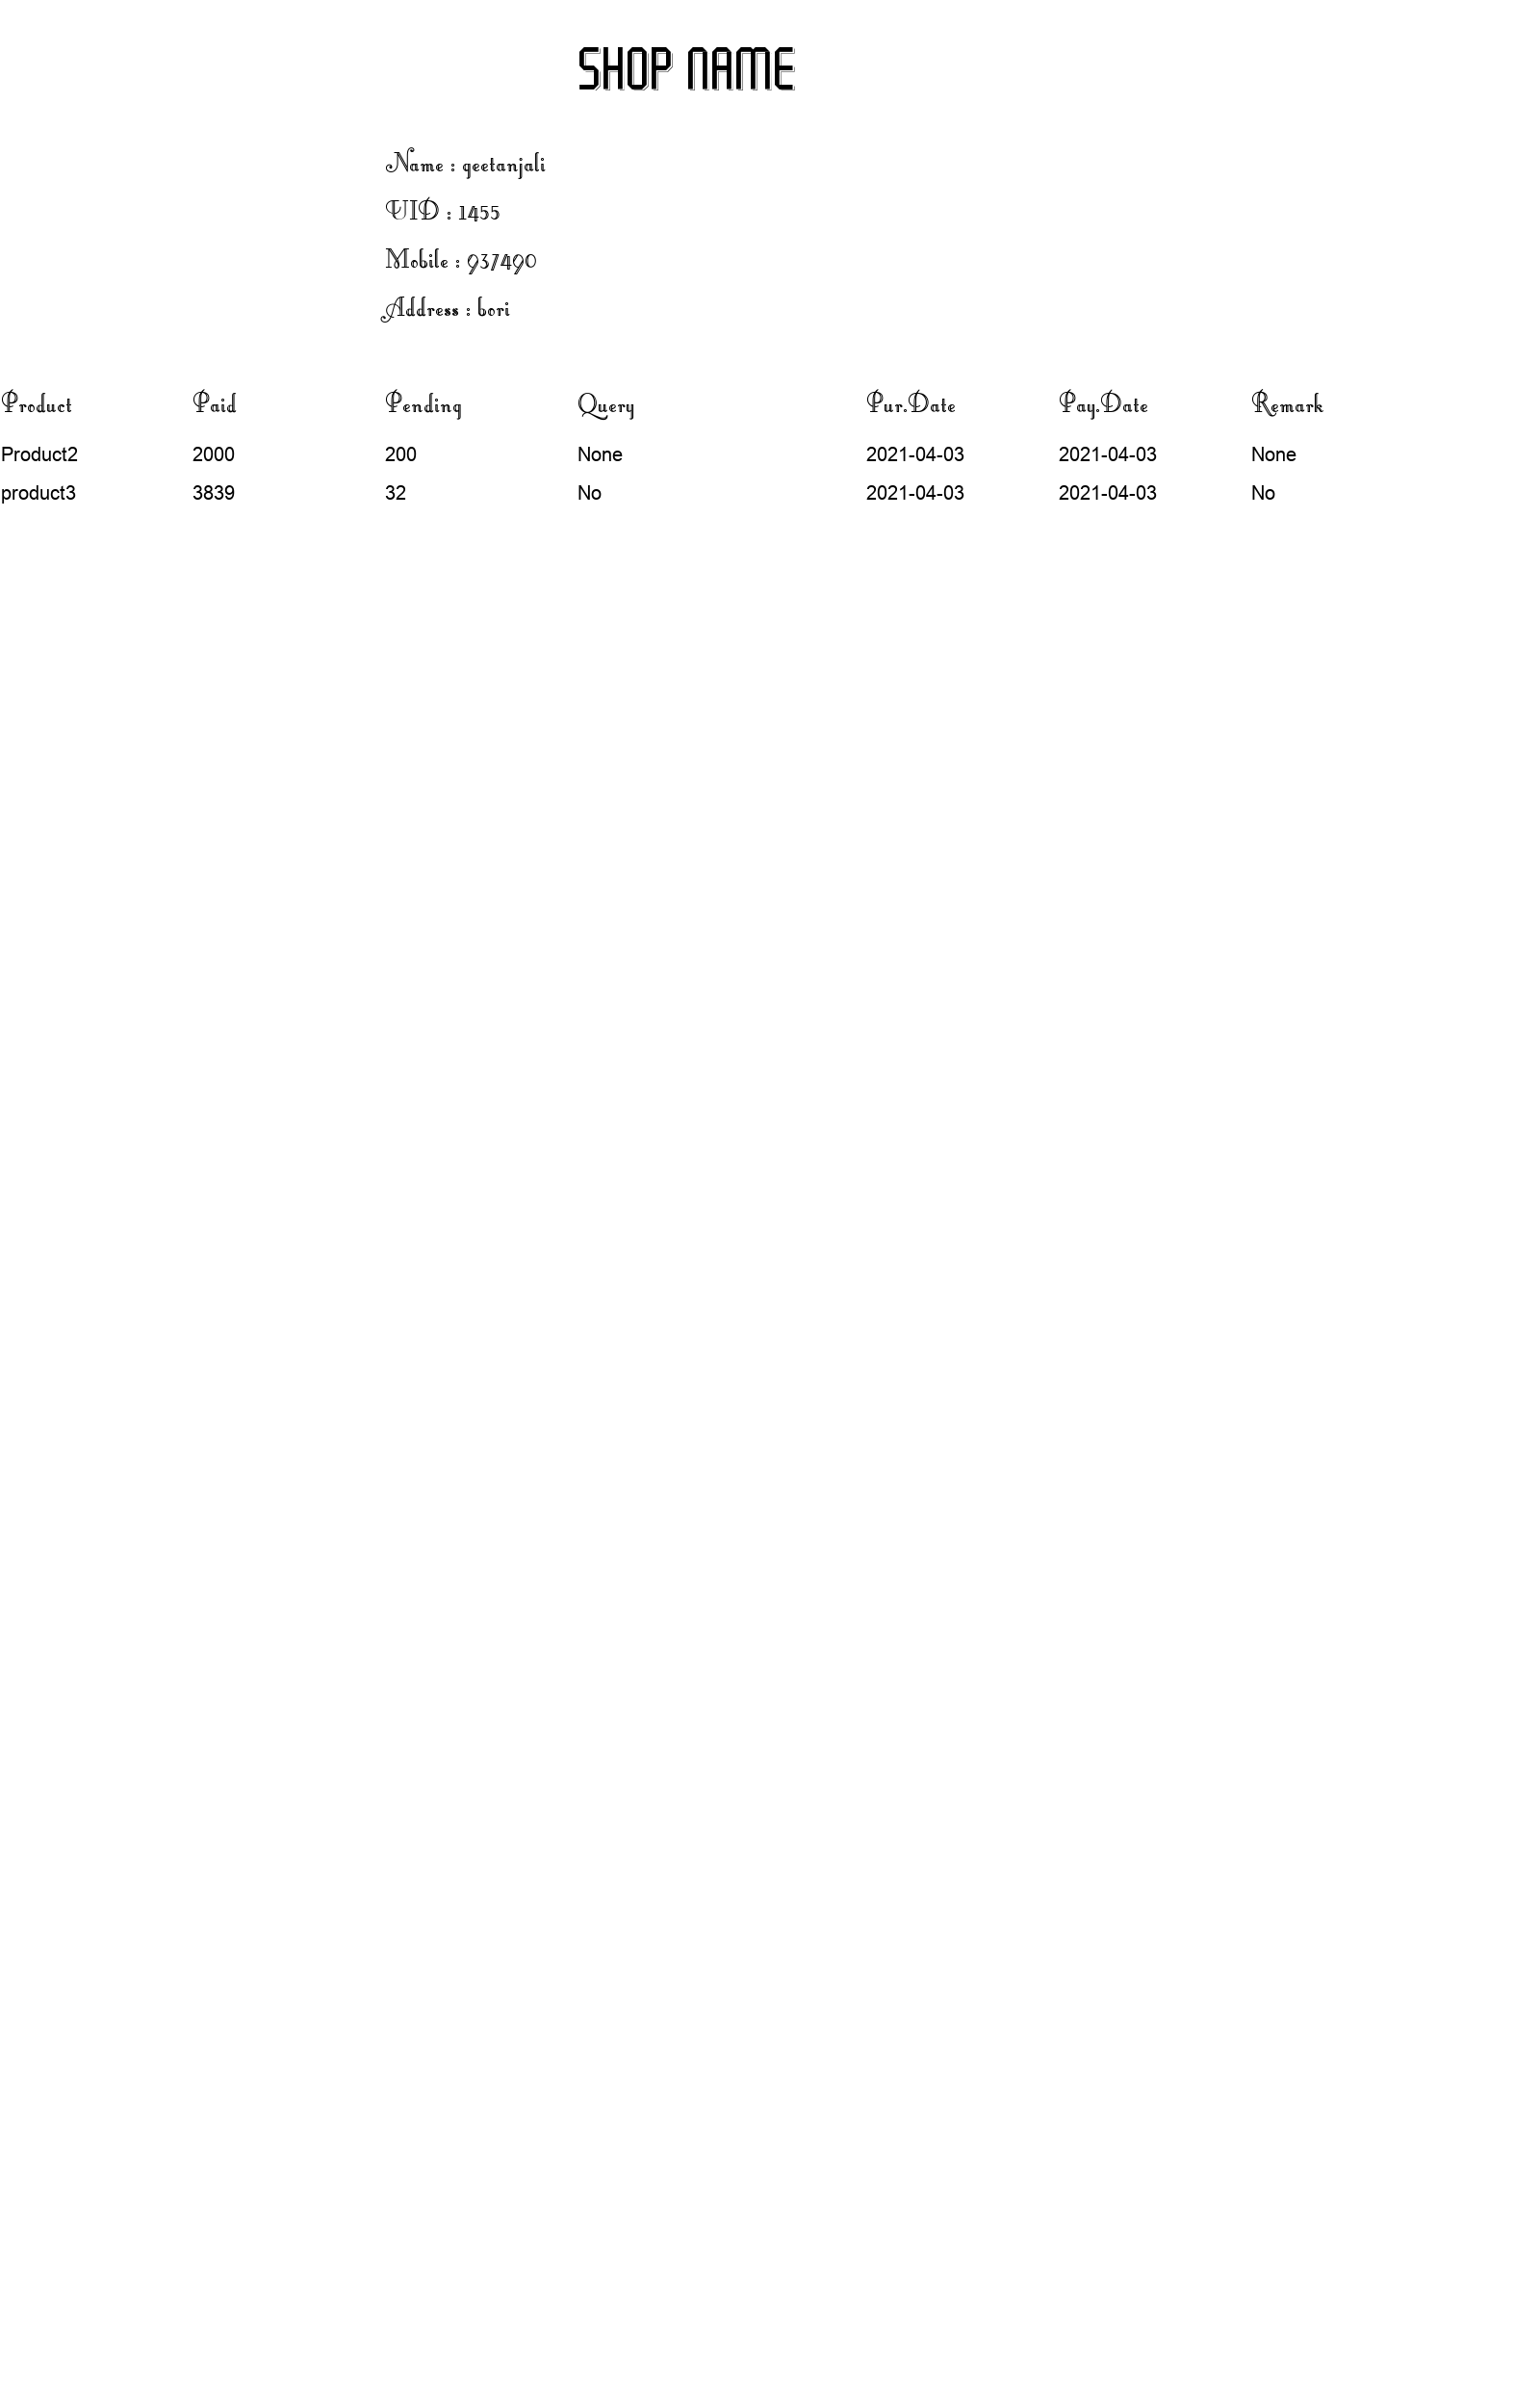 SHOP NAME
Name : geetanjali
UID : 1455
Mobile : 937490
Address : bori
Product Paid Pending Query Pur.Date Pay.Date Remark
Product2 2000 200 None 2021-04-03 2021-04-03 None
product3 3839 32 No 2021-04-03 2021-04-03 No